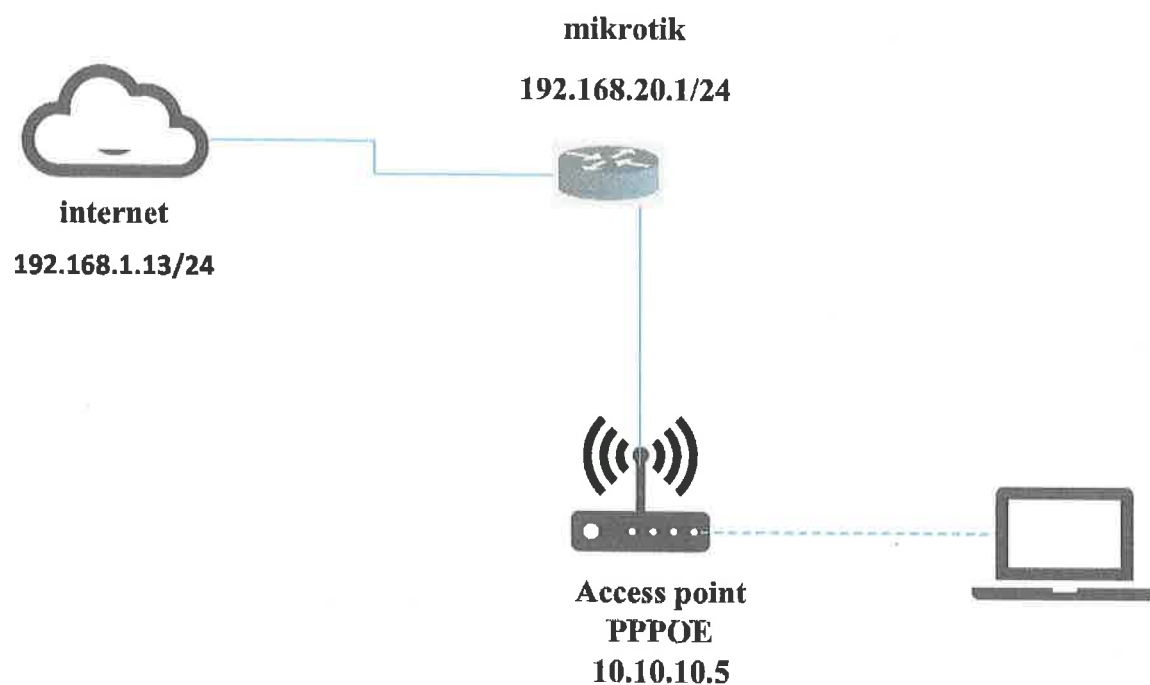 mikrotik
192.168.20.1/24
internet
192.168.1.13/24
Access point
PPPOE
10.10.10.5